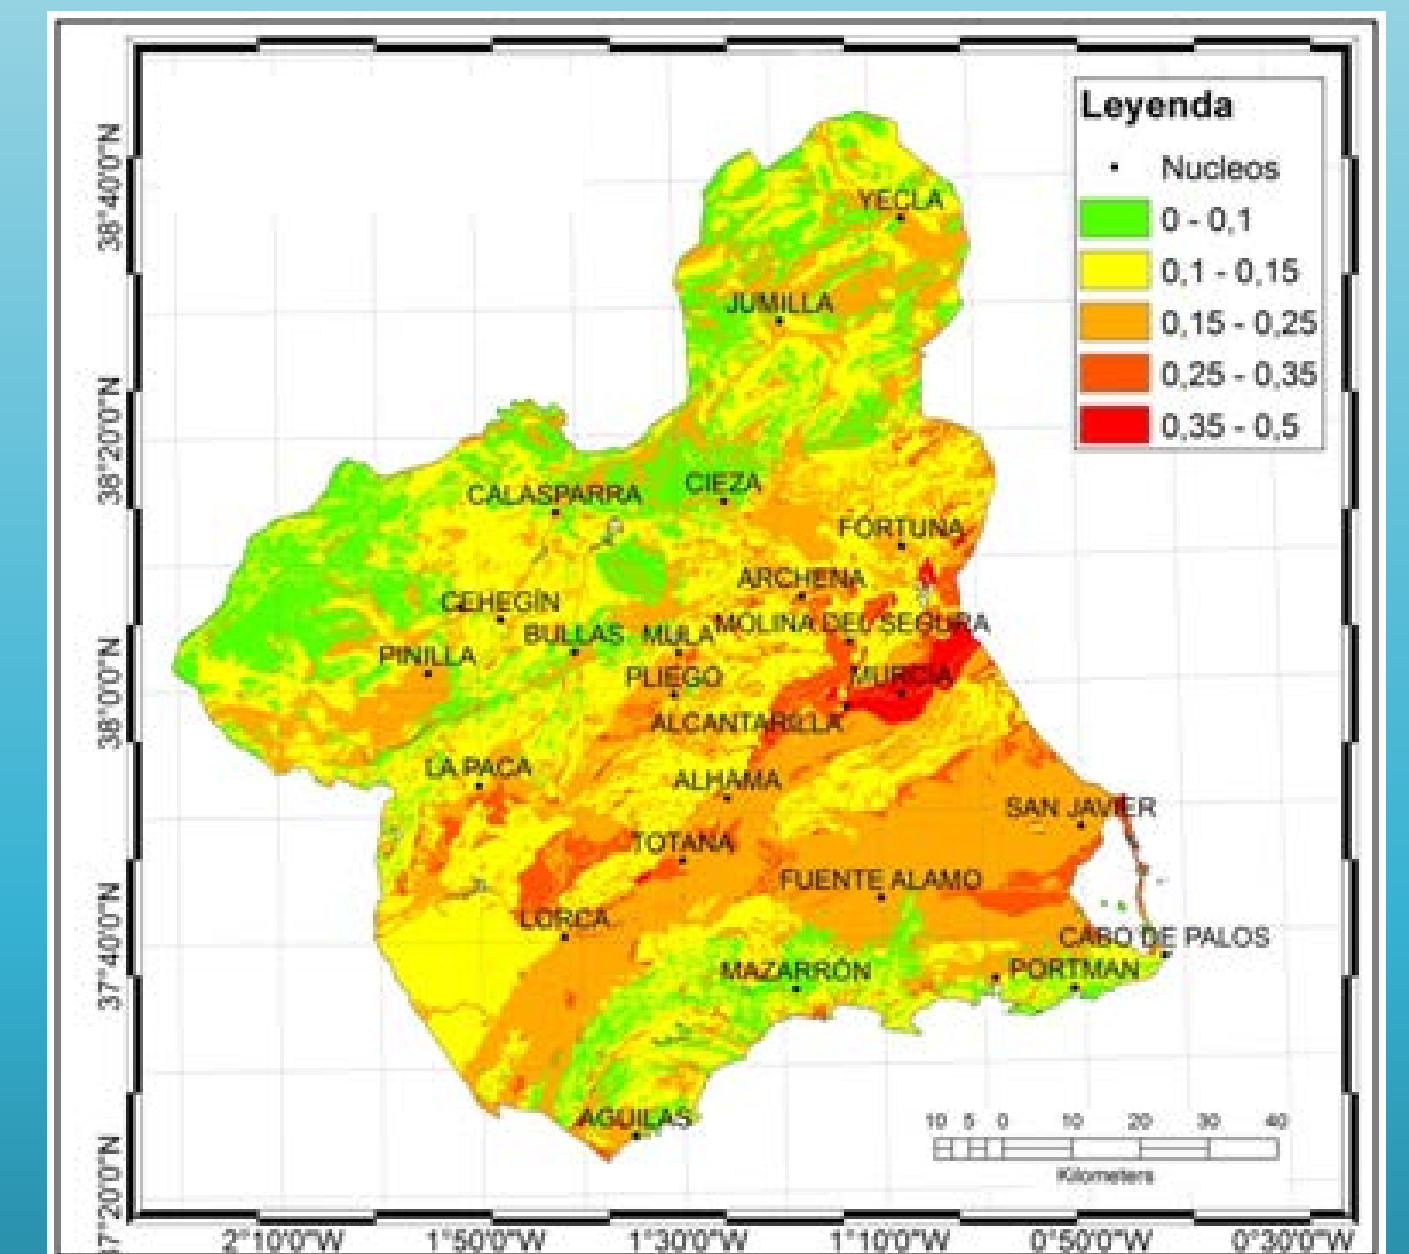 Leyenda
Nucleos
0 - 0,1
0,1 - 0,15
0,15 - 0,25
0,25 - 0,35
0,35 - 0,5
YECLA
JUMILLA
CIEZA
CALASPARRA
FORTUNA
ARCHENA
CEHEGÍN
MOLINA DEL SEGURA
BULLAS
MULA
PINILLA
PLIEGO
MURCIA
ALCANTARILLA
LA PACA
ALHAMA
SAN JAVIER
TOTANA
FUENTE ALAMO
LORCA
CABO DE PALOS
MAZARRÓN
PORTMAN
AGUILAS
38°40'0"N
38°20'0"N
38°0'0"N
37°40'0"N
37°20'0"N
10 5 0 10 20 30 40
Kilometers
2°10'0"W 1°50'0"W 1°30'0"W 1°10'0"W 0°50'0"W 0°30'0"W